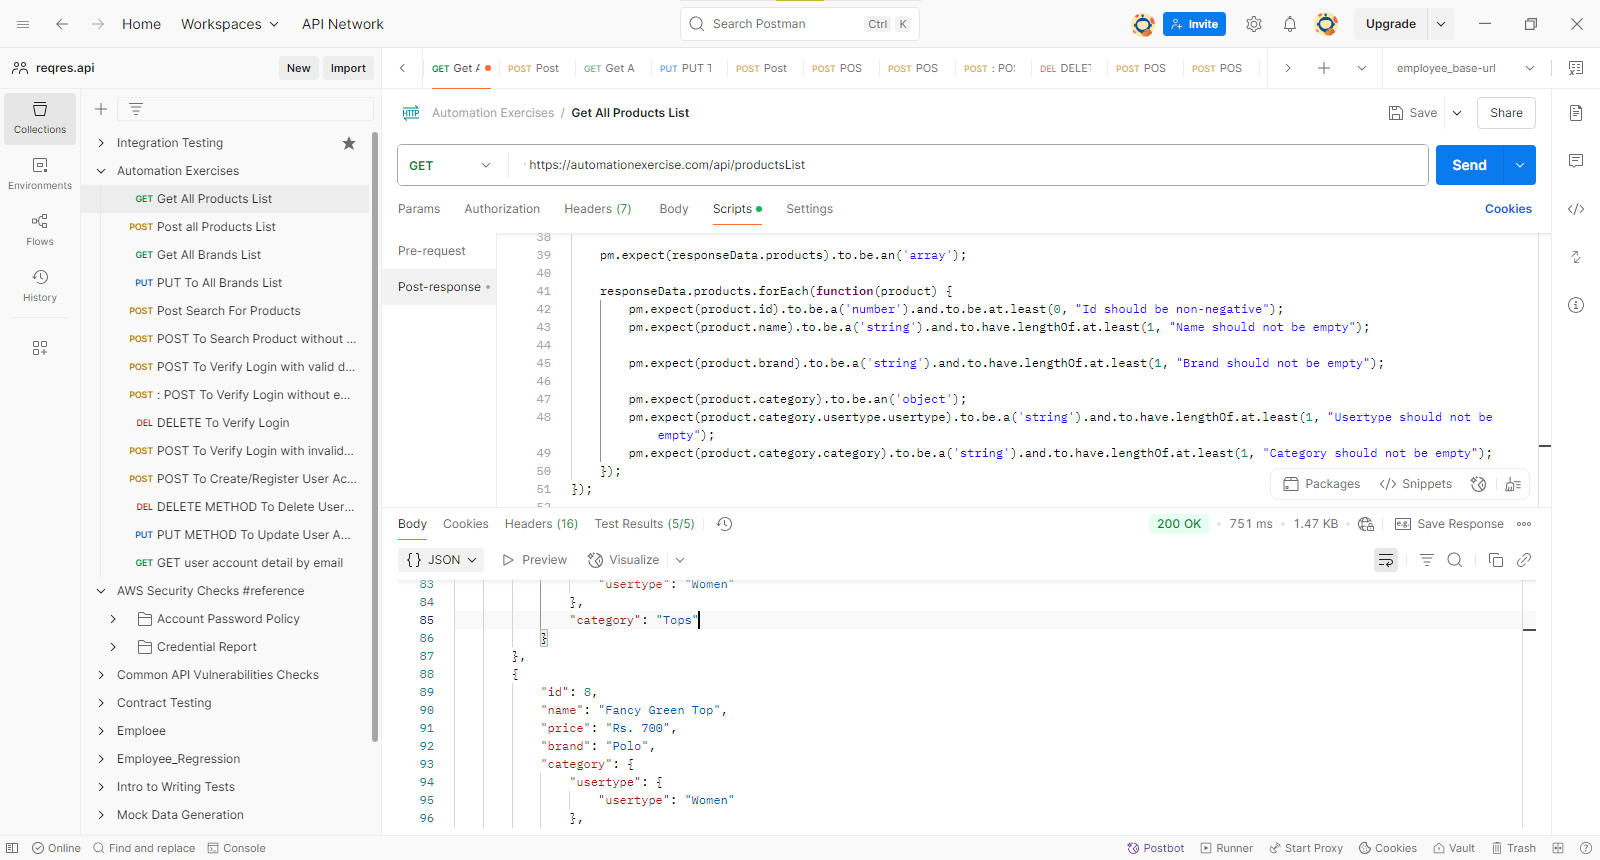 Home Workspaces API Network Search Postman Ctrl K Invite Upgrade
reqres.api New Import GET Get A POST Post GET Get A PUT PUT T POST Post POST POS POST POS POST : POS DEL DELET POST POS POST POS employee_base-url
Collections
Environments
Flows
History
Integration Testing
Automation Exercises
GET Get All Products List
POST Post all Products List
GET Get All Brands List
PUT PUT To All Brands List
POST Post Search For Products
POST POST To Search Product without ...
POST POST To Verify Login with valid d...
POST : POST To Verify Login without e...
DEL DELETE To Verify Login
POST POST To Verify Login with invalid...
POST POST To Create/Register User Ac...
DEL DELETE METHOD To Delete User...
PUT PUT METHOD To Update User A...
GET GET user account detail by email
AWS Security Checks #reference
Account Password Policy
Credential Report
Common API Vulnerabilities Checks
Contract Testing
Emploee
Employee_Regression
Intro to Writing Tests
Mock Data Generation
HTTP Automation Exercises / Get All Products List Save Share
GET https://automationexercise.com/api/productsList Send
Params Authorization Headers (7) Body Scripts Settings Cookies
Pre-request
Post-response
38
39 pm.expect(responseData.products).to.be.an('array');
40
41 responseData.products.forEach(function(product) {
42 pm.expect(product.id).to.be.a('number').and.to.be.at.least(0, "Id should be non-negative");
43 pm.expect(product.name).to.be.a('string').and.to.have.lengthOf.at.least(1, "Name should not be empty");
44
45 pm.expect(product.brand).to.be.a('string').and.to.have.lengthOf.at.least(1, "Brand should not be empty");
46
47 pm.expect(product.category).to.be.an('object');
48 pm.expect(product.category.usertype.usertype).to.be.a('string').and.to.have.lengthOf.at.least(1, "Usertype should not be
empty");
49 pm.expect(product.category.category).to.be.a('string').and.to.have.lengthOf.at.least(1, "Category should not be empty");
50 });
51 });
52
Packages </> Snippets
Body Cookies Headers (16) Test Results (5/5) 200 OK 751 ms 1.47 KB Save Response
{} JSON Preview Visualize
83 "usertype": "Women"
84 },
85 "category": "Tops"
86 }
87 },
88 {
89 "id": 8,
90 "name": "Fancy Green Top",
91 "price": "Rs. 700",
92 "brand": "Polo",
93 "category": {
94 "usertype": {
95 "usertype": "Women"
96 },
Online Find and replace Console Postbot Runner Start Proxy Cookies Vault Trash